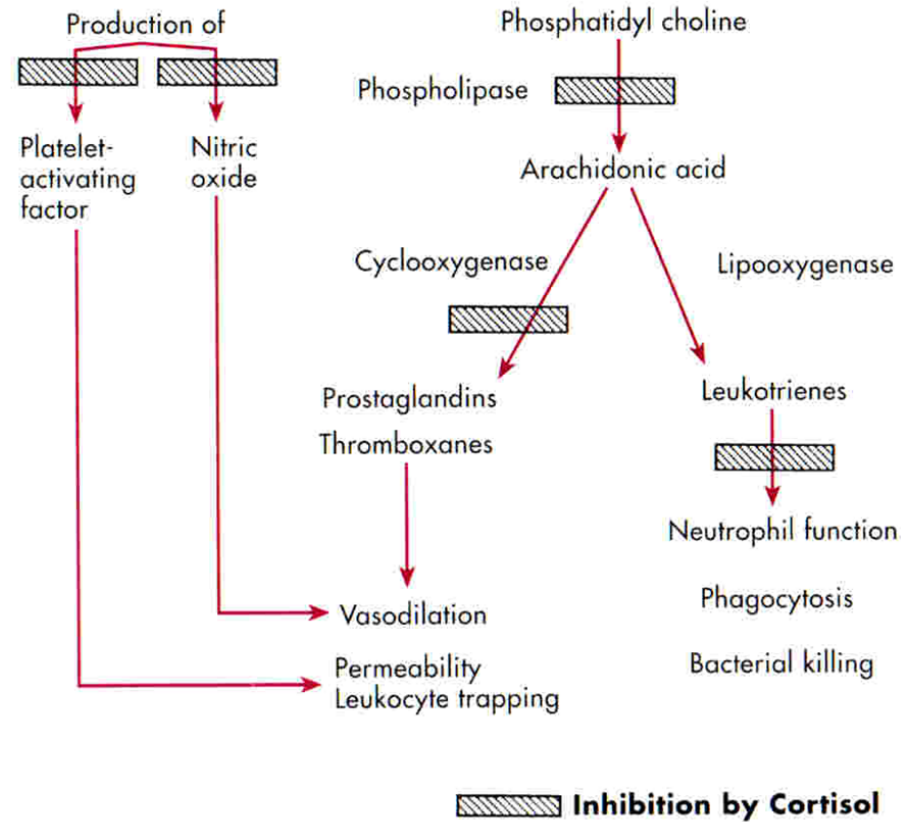 Production of
Platelet-
activating
factor
Nitric
oxide
Phosphatidyl choline
Phospholipase
Arachidonic acid
Cyclooxygenase
Lipooxygenase
Prostaglandins
Thromboxanes
Leukotrienes
Neutrophil function
Phagocytosis
Bacterial killing
Vasodilation
Permeability
Leukocyte trapping
Inhibition by Cortisol